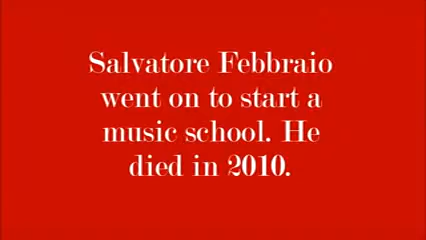 Salvatore Febbraio
went on to start a
music school. He
died in 2010.